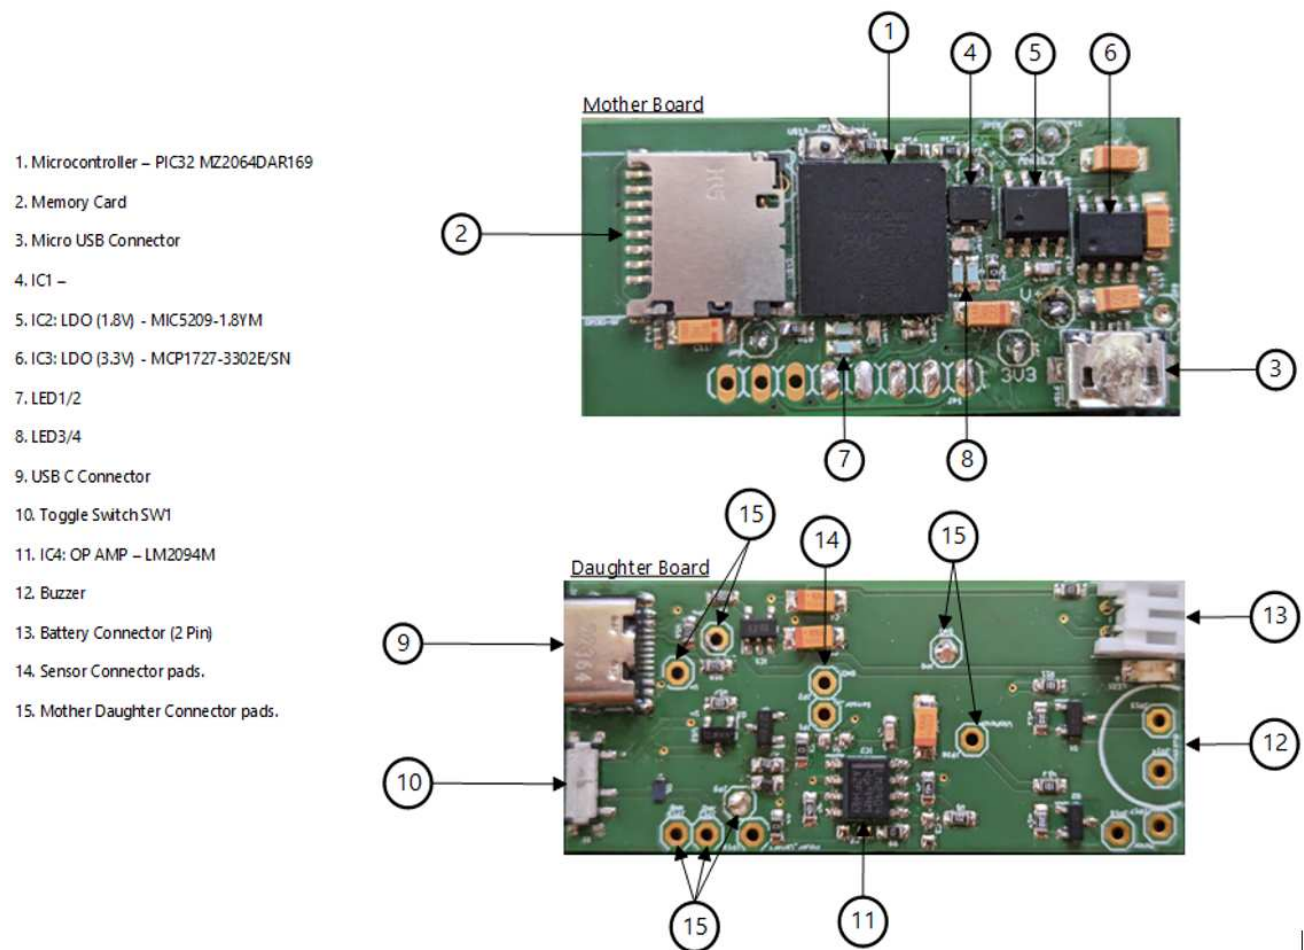 1. Microcontroller – PIC32 MZ2064DAR169
2. Memory Card
3. Micro USB Connector
4. IC1 –
5. IC2: LDO (1.8V) - MIC5209-1.8YM
6. IC3: LDO (3.3V) - MCP1727-3302E/SN
7. LED1/2
8. LED3/4
9. USB C Connector
10. Toggle Switch SW1
11. IC4: OP AMP – LM2094M
12. Buzzer
13. Battery Connector (2 Pin)
14. Sensor Connector pads.
15. Mother Daughter Connector pads.
1
4
5
6
Mother Board
2
3
3V3
7
8
15
14
15
Daughter Board
9
13
10
12
15
11